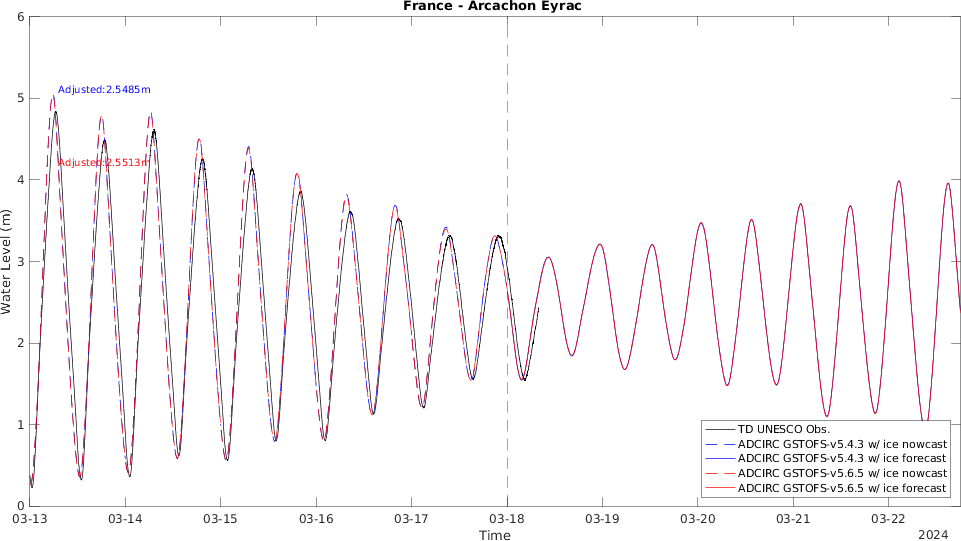 France - Arcachon Eyrac
6
5
4
3
2
1
0
Water Level (m)
Adjusted:2.5485m
Adjusted:2.5513m
TD UNESCO Obs.
ADCIRC GSTOFS-v5.4.3 w/ ice nowcast
ADCIRC GSTOFS-v5.4.3 w/ ice forecast
ADCIRC GSTOFS-v5.6.5 w/ ice nowcast
ADCIRC GSTOFS-v5.6.5 w/ ice forecast
03-13 03-14 03-15 03-16 03-17 03-18 03-19 03-20 03-21 03-22
Time
2024